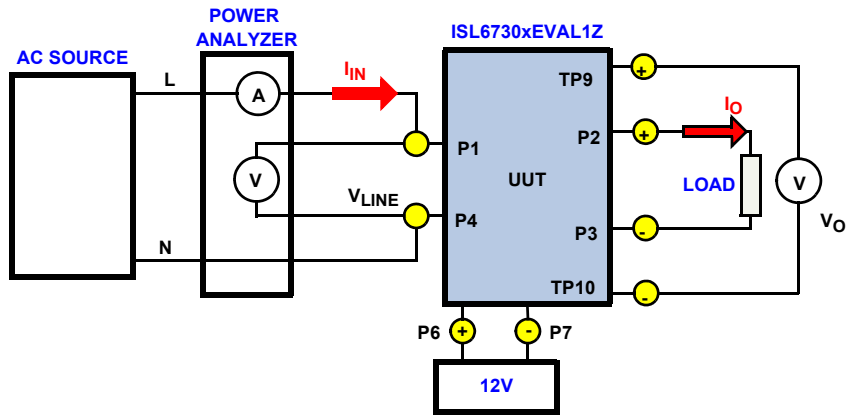 POWER
ANALYZER
ISL6730xEVAL1Z
AC SOURCE
L
A
IIN
TP9
+
P2
+
IO
P1
V
UUT
LOAD
V
VLINE
P4
N
P3
-
VO
TP10
-
P6
+
-
P7
12V